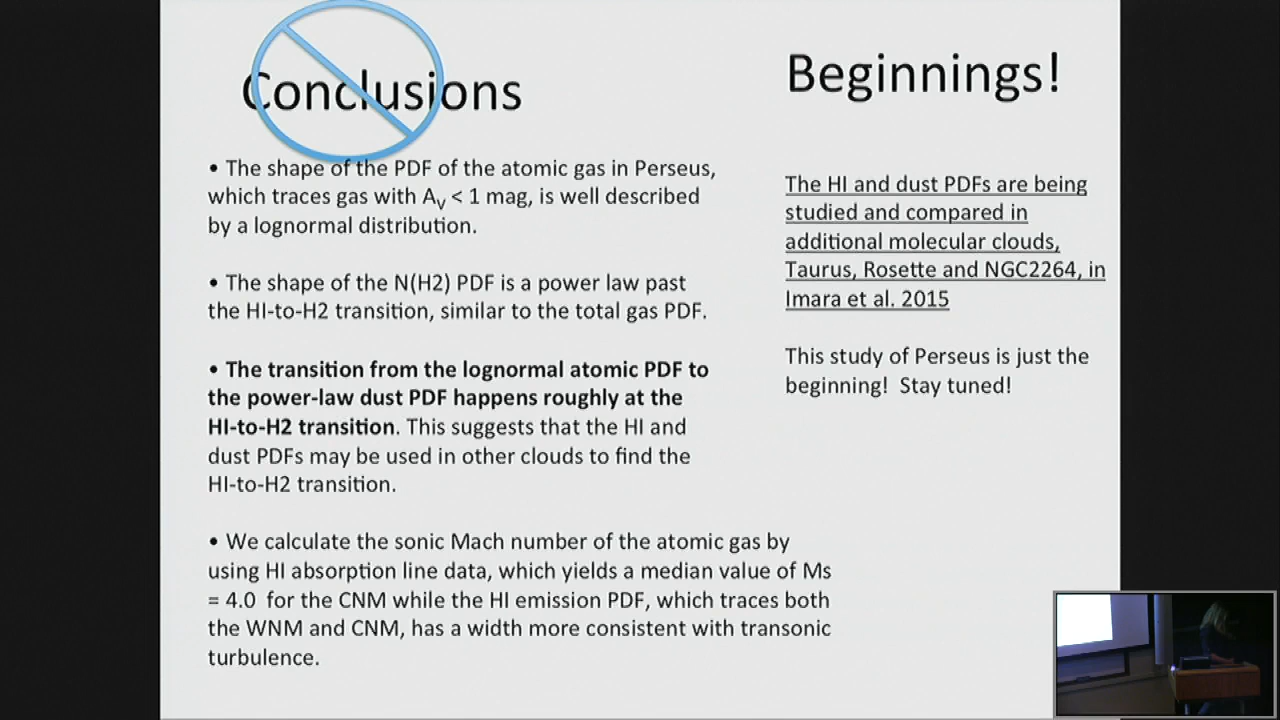 Conclusions
• The shape of the PDF of the atomic gas in Perseus,
which traces gas with AV < 1 mag, is well described
by a lognormal distribution.
• The shape of the N(H2) PDF is a power law past
the HI-to-H2 transition, similar to the total gas PDF.
• The transition from the lognormal atomic PDF to
the power-law dust PDF happens roughly at the
HI-to-H2 transition. This suggests that the HI and
dust PDFs may be used in other clouds to find the
HI-to-H2 transition.
• We calculate the sonic Mach number of the atomic gas by
using HI absorption line data, which yields a median value of Ms
= 4.0 for the CNM while the HI emission PDF, which traces both
the WNM and CNM, has a width more consistent with transonic
turbulence.
Beginnings!
The HI and dust PDFs are being
studied and compared in
additional molecular clouds,
Taurus, Rosette and NGC2264, in
Imara et al. 2015
This study of Perseus is just the
beginning! Stay tuned!